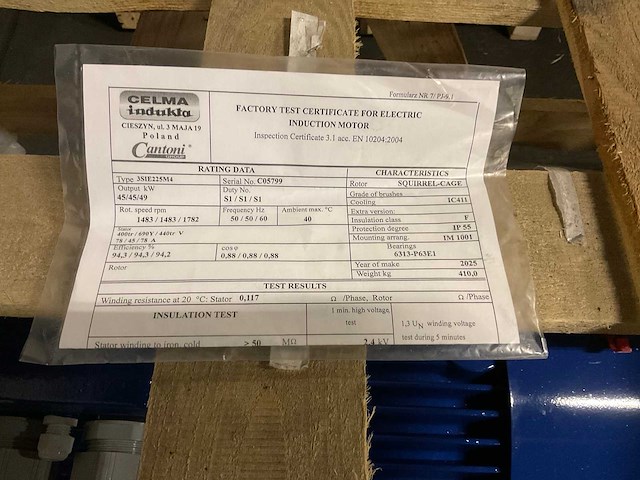 Formularz NR 7/ PJ-9.1
CELMA
indukta
CIESZYN, ul. 3 MAJA 19
Poland
Cantoni
GROUP
FACTORY TEST CERTIFICATE FOR ELECTRIC
INDUCTION MOTOR
Inspection Certificate 3.1 acc. EN 10204:2004
RATING DATA
Type 3SIE225M4
Serial No. C05799
Output kW
45/45/49
Duty No.
S1 / S1 / S1
Rot. speed rpm
1483 / 1483 / 1782
Frequency Hz
50 / 50 / 60
Ambient max. °C
40
400tr / 690Y / 440tr V
78 / 45 / 78 A
Efficiency %
94,3 / 94,3 / 94,2
cos φ
0,88 / 0,88 / 0,88
Rotor
CHARACTERISTICS
Rotor SQUIRREL-CAGE
Grade of brushes
Cooling IC411
Extra version:
Insulation class F
Protection degree IP 55
Mounting arrang. IM 1001
Bearings
6313-P63E1
Year of make 2025
Weight kg 410,0
TEST RESULTS
Winding resistance at 20 °C: Stator 0,117 Ω /Phase, Rotor Ω /Phase
INSULATION TEST
1 min. high voltage
test
1,3 UN winding voltage
test during 5 minutes
Stator winding to iron, cold > 50 MΩ 2,4 kV